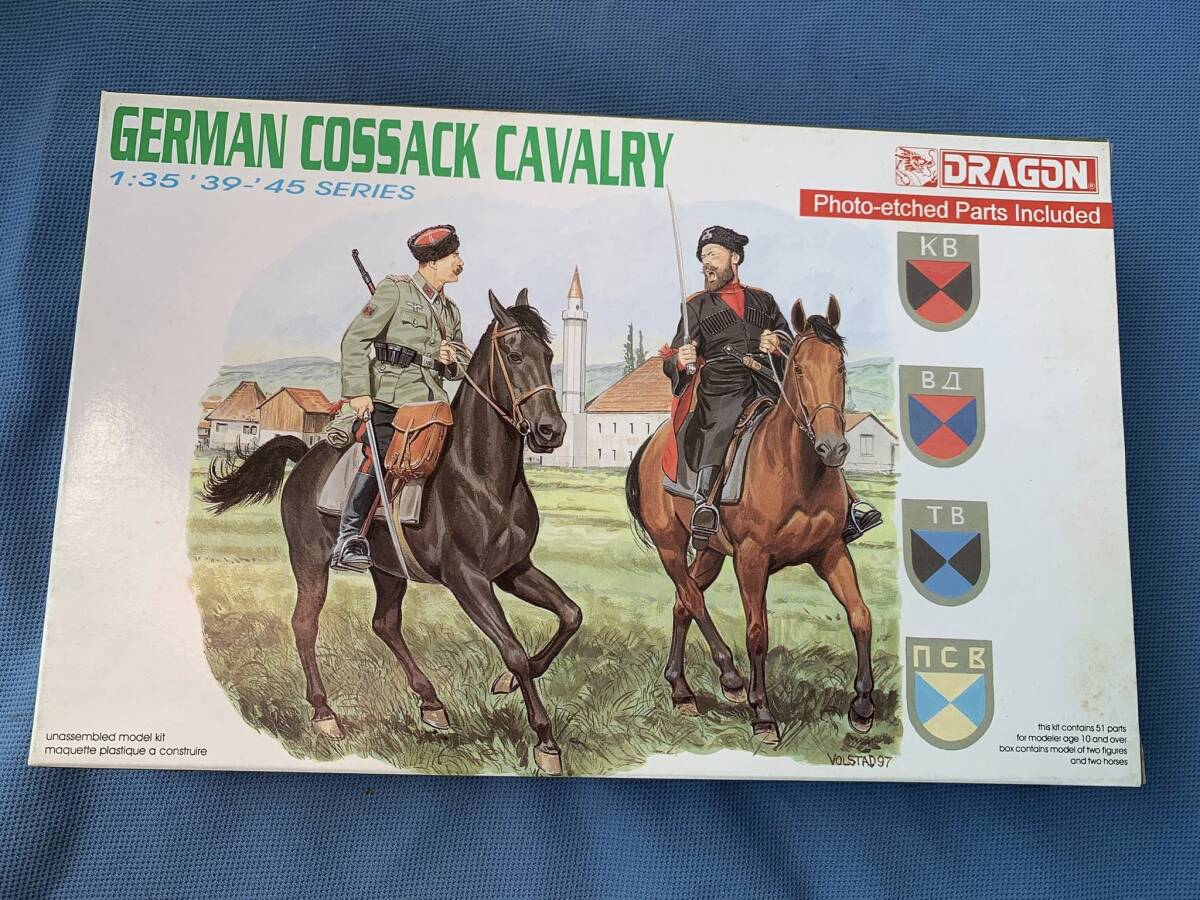 GERMAN COSSACK CAVALRY
1:35 '39-'45 SERIES
DRAGON
Photo-etched Parts Included
КВ
ВД
ТВ
ПСВ
unassembled model kit
maquette plastique a construire
this kit contains 51 parts
for modeler age 10 and over
box contains model of two figures
and two horses
VOLSTAD97